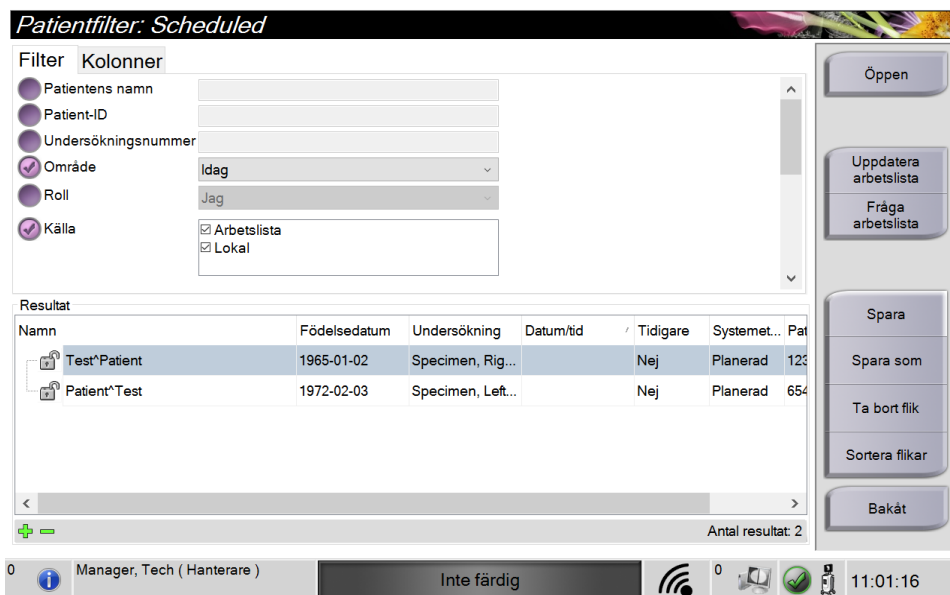 Patientfilter: Scheduled
Filter Kolonner
Patientens namn
Patient-ID
Undersökningsnummer
Område Idag
Roll Jag
Källa Arbetslista
Lokal
Öppen
Uppdatera
arbetslista
Fråga
arbetslista
Resultat
Namn Födelsedatum Undersökning Datum/tid Tidigare Systemet... Pat
Test^Patient 1965-01-02 Specimen, Rig... Nej Planerad 123
Patient^Test 1972-02-03 Specimen, Left... Nej Planerad 654
Spara
Spara som
Ta bort flik
Sortera flikar
Bakåt
Antal resultat: 2
0 Manager, Tech ( Hanterare ) Inte färdig 0 11:01:16